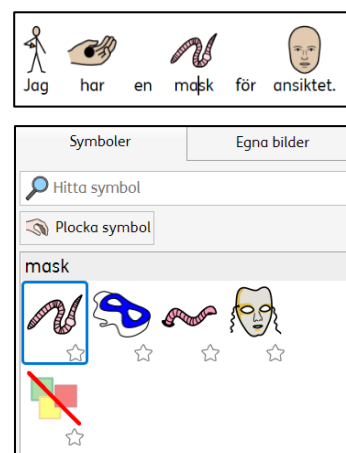 Jag har en mask för ansiktet.
Symboler Egna bilder
Hitta symbol
Plocka symbol
mask